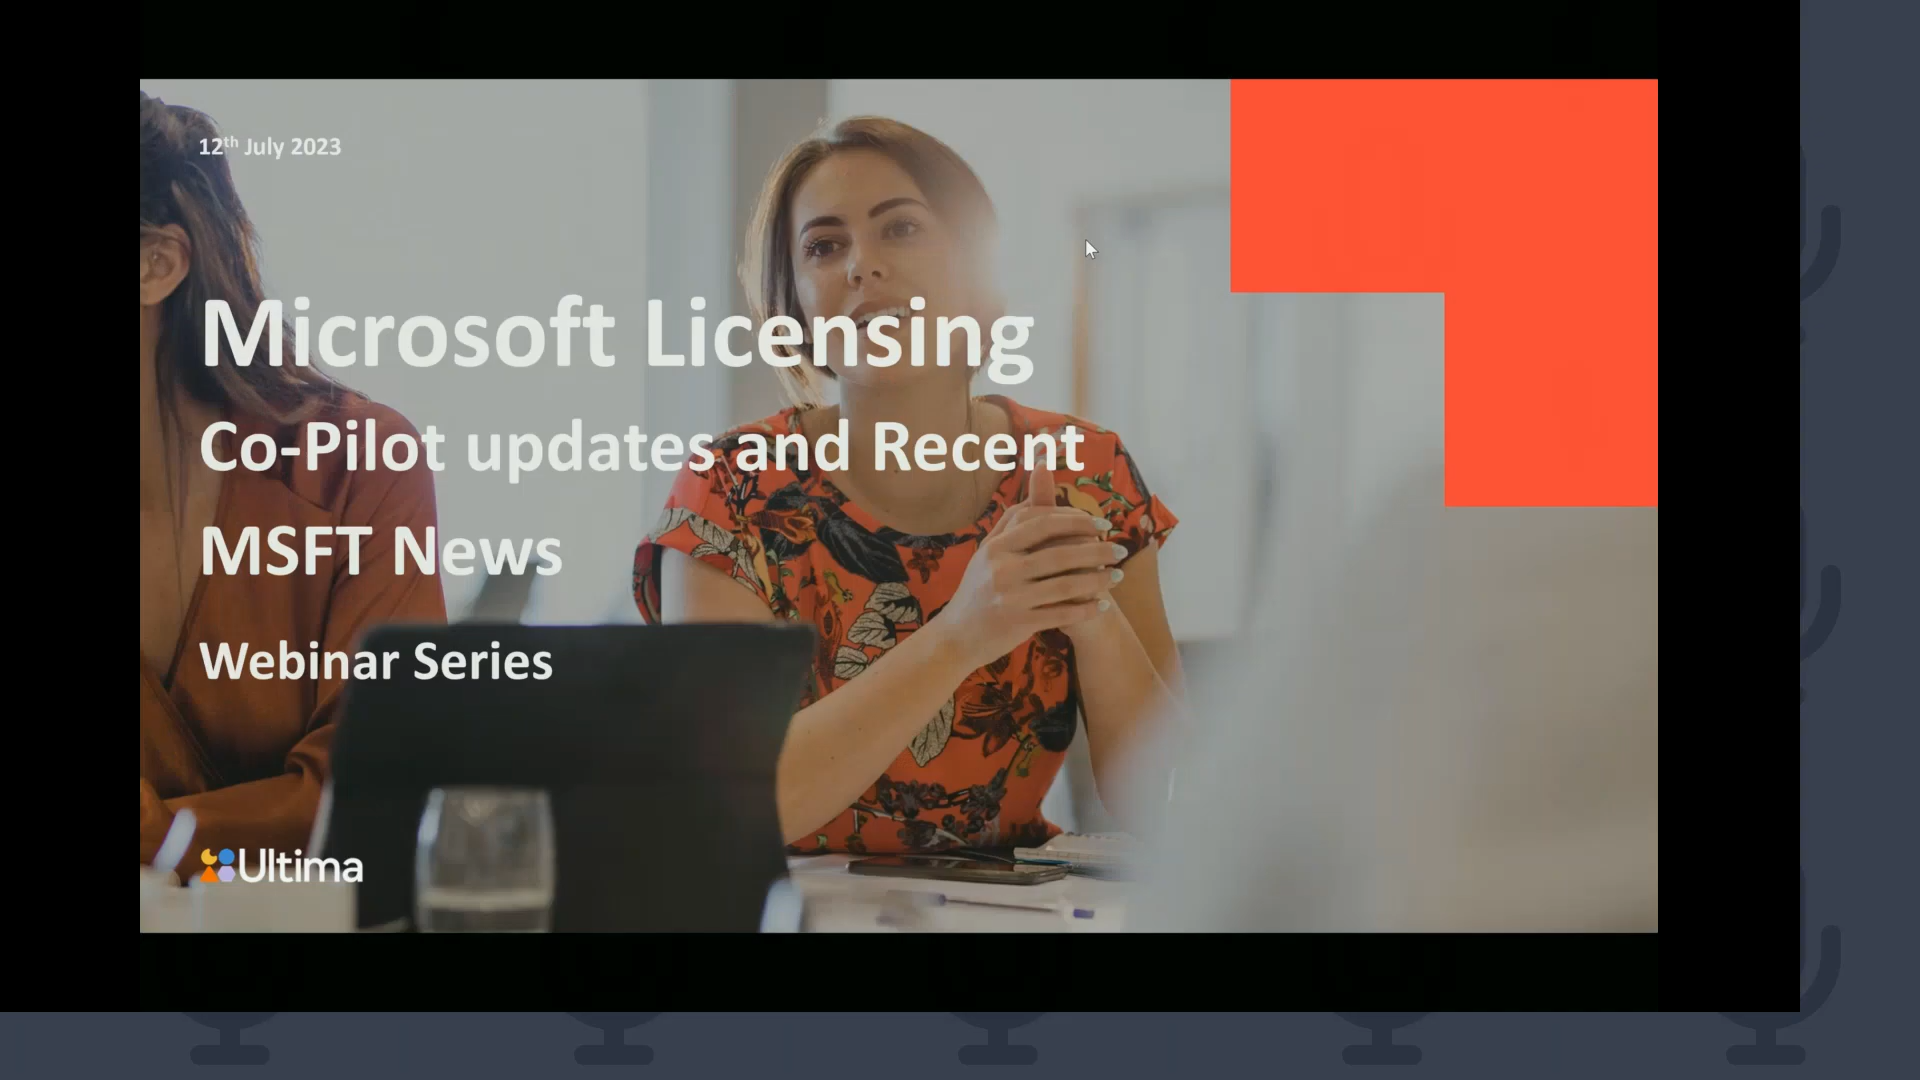 12th July 2023
Microsoft Licensing
Co-Pilot updates and Recent
MSFT News
Webinar Series
Ultima